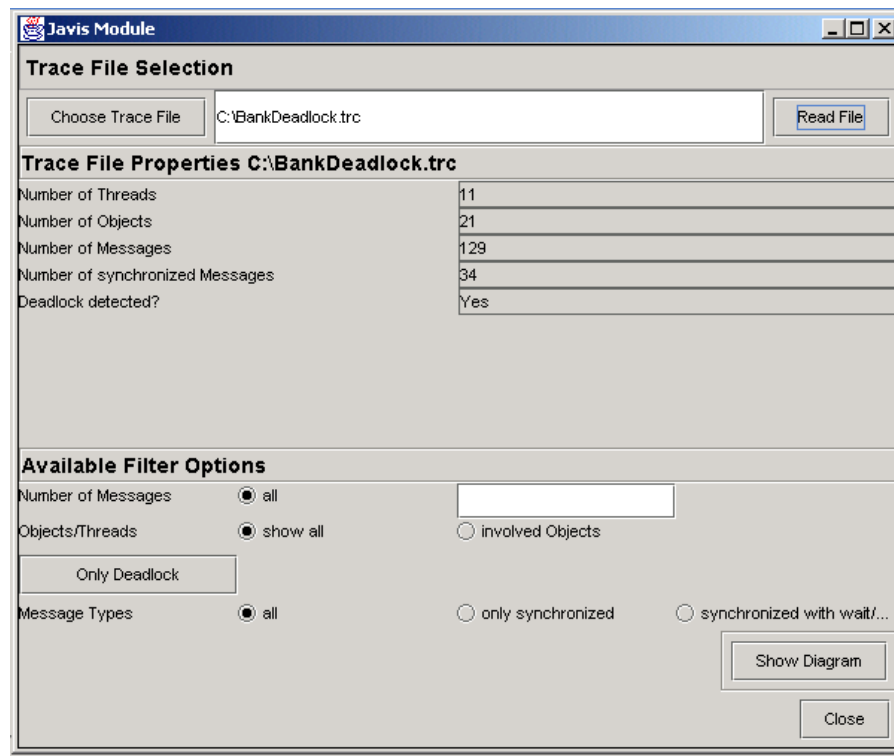 Javis Module
Trace File Selection
Choose Trace File C:\BankDeadlock.trc Read File
Trace File Properties C:\BankDeadlock.trc
Number of Threads 11
Number of Objects 21
Number of Messages 129
Number of synchronized Messages 34
Deadlock detected? Yes
Available Filter Options
Number of Messages all
Objects/Threads show all involved Objects
Only Deadlock
Message Types all only synchronized synchronized with wait/...
Show Diagram
Close